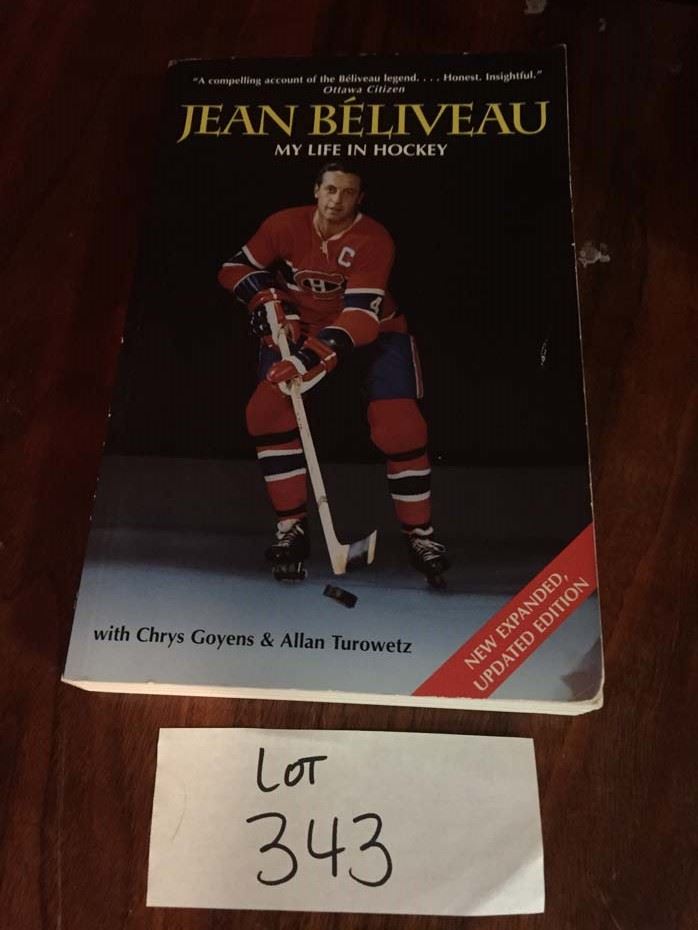 "A compelling account of the Béliveau legend. . . . Honest. Insightful."
Ottawa Citizen
JEAN BÉLIVEAU
MY LIFE IN HOCKEY
C
H
4
with Chrys Goyens & Allan Turowetz
NEW EXPANDED,
UPDATED EDITION
LOT
343